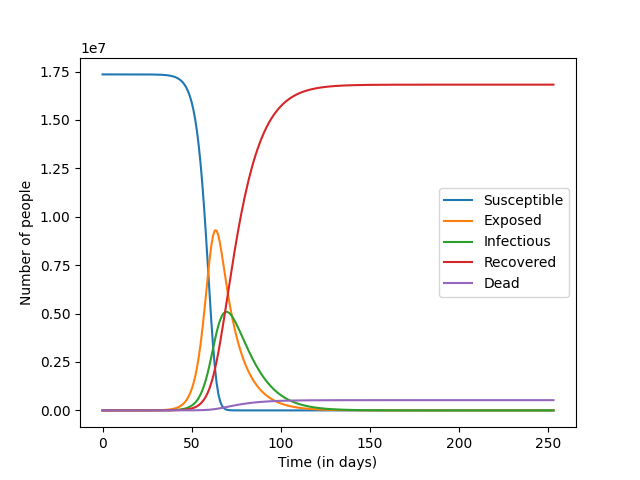 1e7
1.75
1.50
1.25
1.00
0.75
0.50
0.25
0.00
Number of people
Susceptible
Exposed
Infectious
Recovered
Dead
0 50 100 150 200 250
Time (in days)